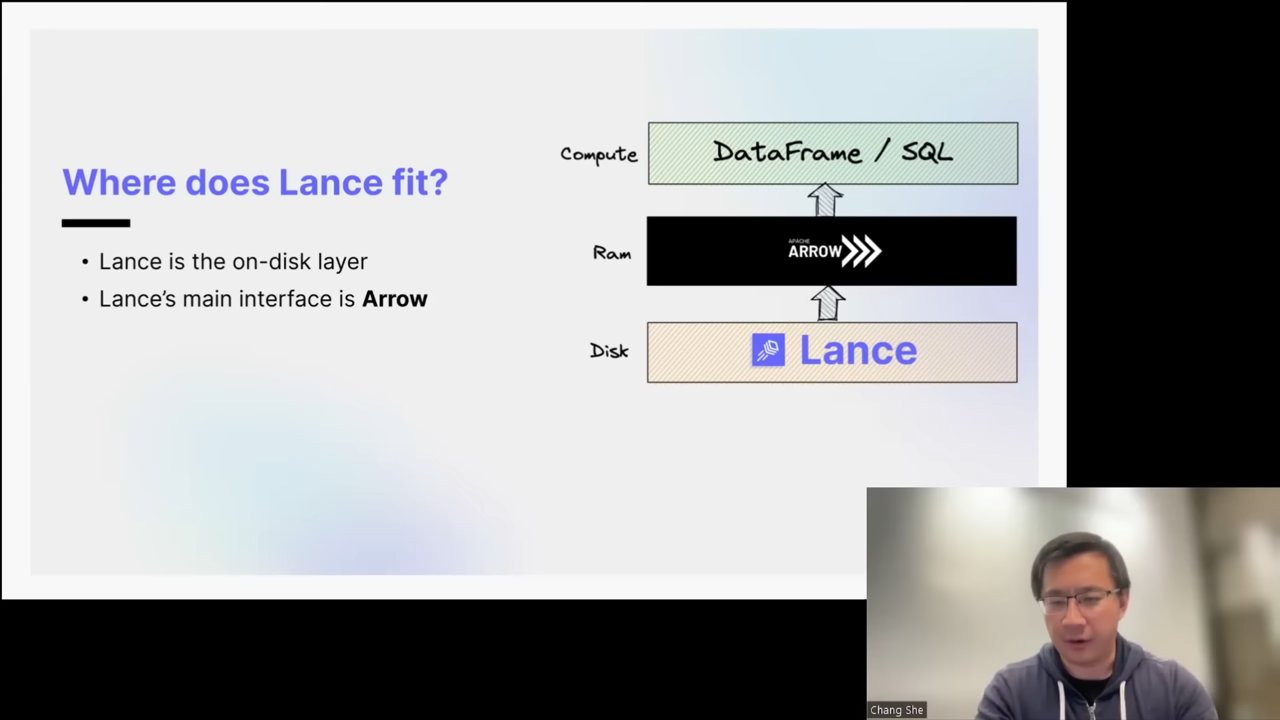 Where does Lance fit?
• Lance is the on-disk layer
• Lance's main interface is Arrow
Compute
DataFrame / SQL
Ram
APACHE
ARROW
Disk
Lance
Chang She